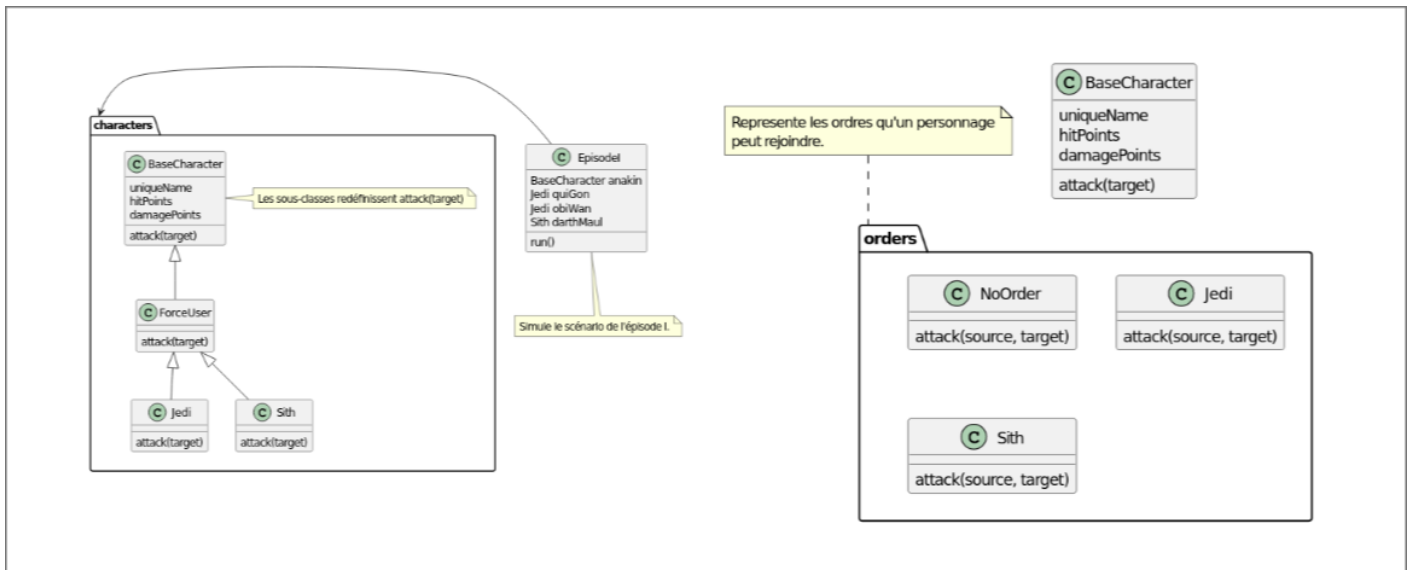 characters
C BaseCharacter
uniqueName
hitPoints
damagePoints
attack(target)
Les sous-classes redéfinissent attack(target)
C ForceUser
attack(target)
C Jedi
attack(target)
C Sith
attack(target)
C EpisodeI
BaseCharacter anakin
Jedi quiGon
Jedi obiWan
Sith darthMaul
run()
Simule le scénario de l'épisode I.
Represente les ordres qu'un personnage
peut rejoindre.
C BaseCharacter
uniqueName
hitPoints
damagePoints
attack(target)
orders
C NoOrder
attack(source, target)
C Jedi
attack(source, target)
C Sith
attack(source, target)